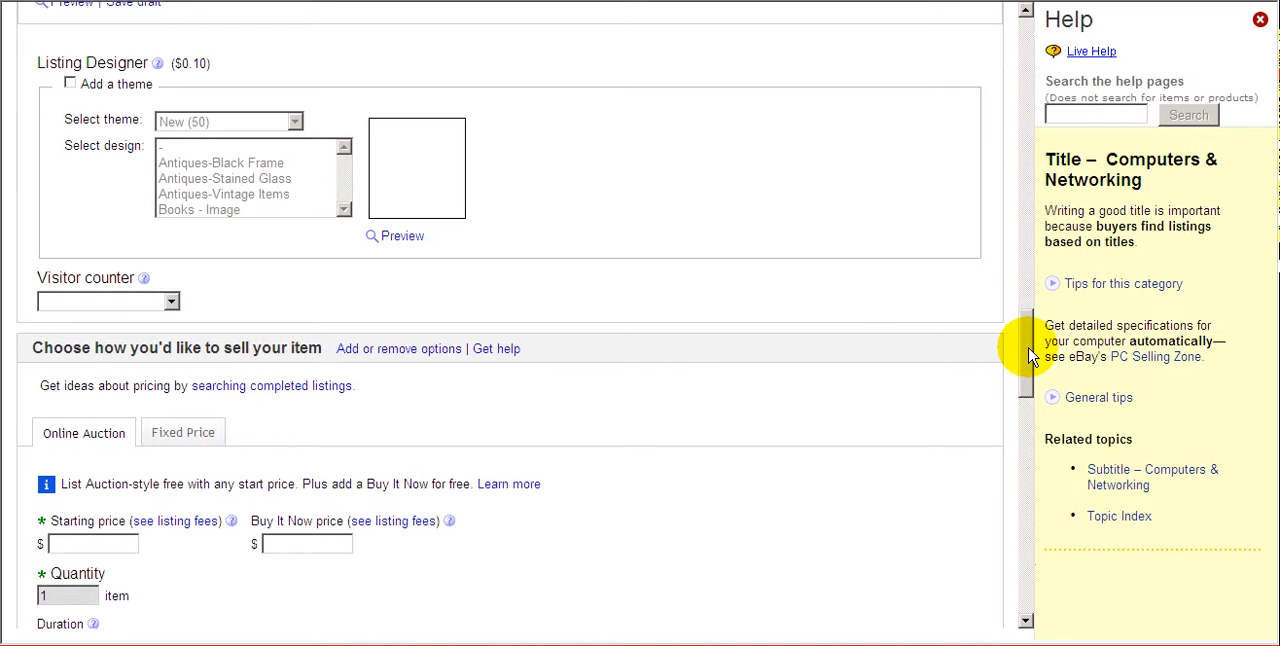 Preview | Save draft
Listing Designer ($0.10)
Add a theme
Select theme: New (50)
Select design: -
Antiques-Black Frame
Antiques-Stained Glass
Antiques-Vintage Items
Books - Image
Preview
Visitor counter
Choose how you'd like to sell your item Add or remove options | Get help
Get ideas about pricing by searching completed listings.
Online Auction Fixed Price
List Auction-style free with any start price. Plus add a Buy It Now for free. Learn more
* Starting price (see listing fees) Buy It Now price (see listing fees)
$ $
* Quantity
1 item
Duration
Help
Live Help
Search the help pages
(Does not search for items or products)
Search
Title – Computers &
Networking
Writing a good title is important
because buyers find listings
based on titles.
Tips for this category
Get detailed specifications for
your computer automatically—
see eBay's PC Selling Zone.
General tips
Related topics
• Subtitle – Computers &
Networking
• Topic Index